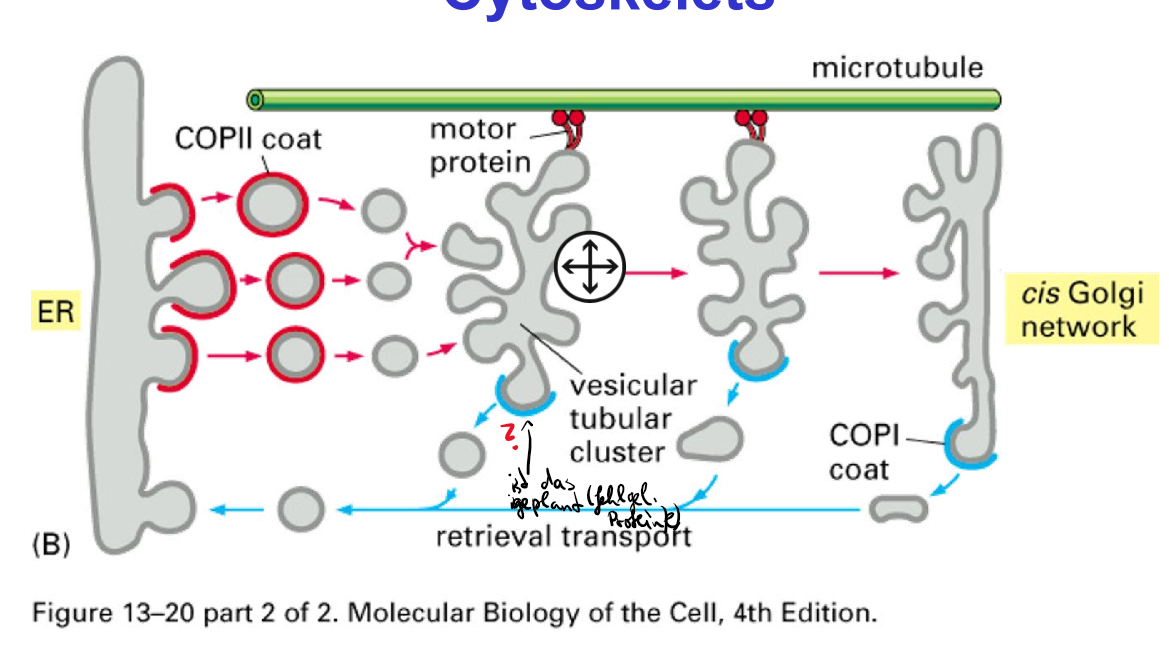 Cytoskelets
microtubule
motor
protein
COPII coat
ER
cis Golgi
network
vesicular
tubular
cluster
COPI
coat
?
ist das
geplant (fehlgel.
Proteine)
retrieval transport
(B)
Figure 13–20 part 2 of 2. Molecular Biology of the Cell, 4th Edition.